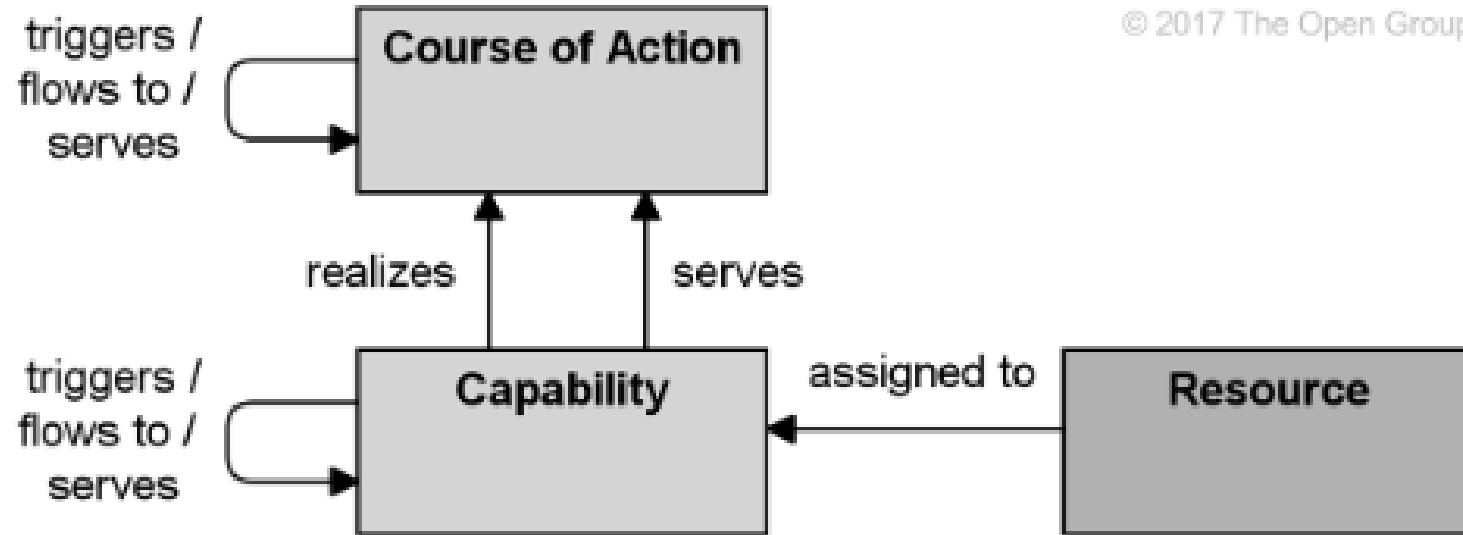 © 2017 The Open Group
triggers /
flows to /
serves
Course of Action
realizes
serves
triggers /
flows to /
serves
Capability
assigned to
Resource